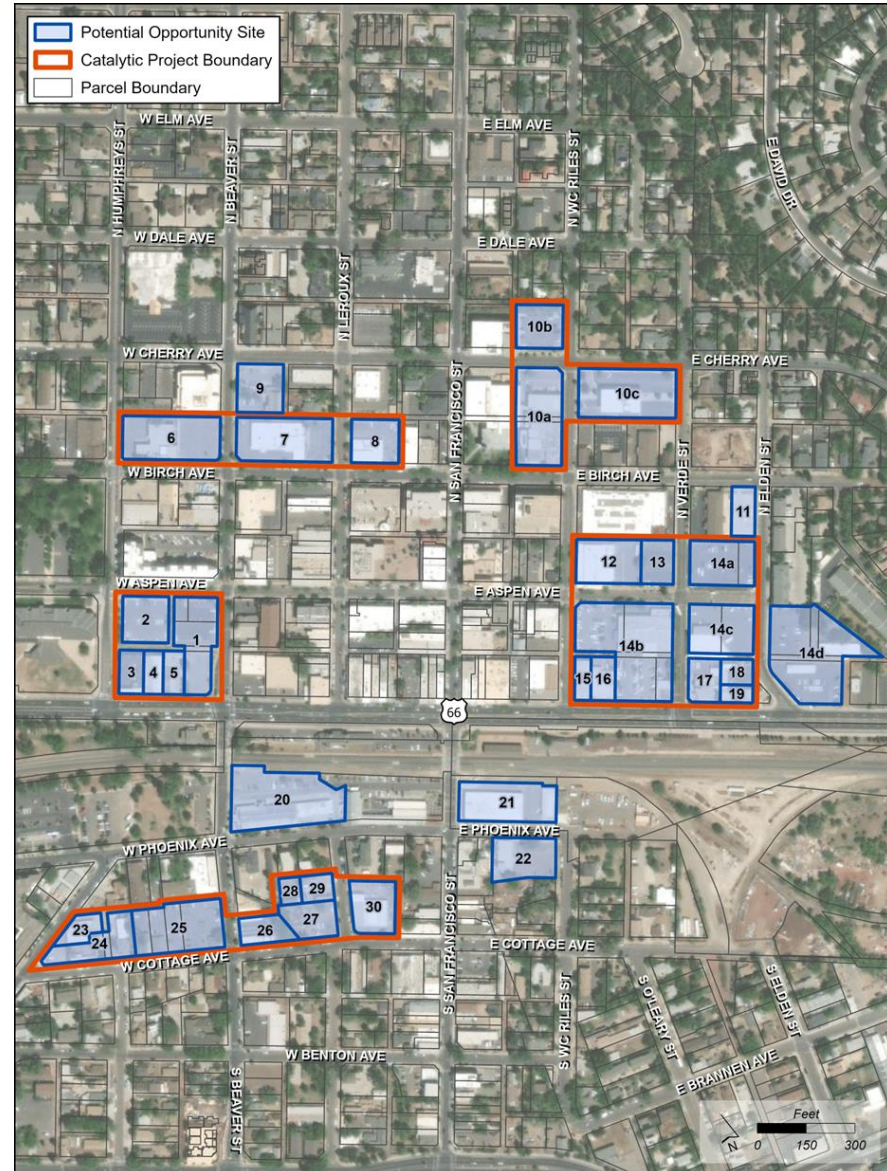 Potential Opportunity Site
Catalytic Project Boundary
Parcel Boundary
W ELM AVE
E ELM AVE
N HUMPHREYS ST
N BEAVER ST
N WC RILES ST
E DAVID DR
W DALE AVE
E DALE AVE
N LEROUX ST
10b
W CHERRY AVE
E CHERRY AVE
9
10a
10c
N SAN FRANCISCO ST
6
7
8
W BIRCH AVE
E BIRCH AVE
N VERDE ST
N ELDEN ST
11
12
13
14a
W ASPEN AVE
E ASPEN AVE
2
1
14b
14c
14d
3
4
5
15
16
17
18
19
66
20
21
W PHOENIX AVE
E PHOENIX AVE
22
28
29
30
23
24
25
26
27
W COTTAGE AVE
E COTTAGE AVE
S SAN FRANCISCO ST
S WC RILES ST
S O'LEARY ST
S ELDEN ST
W BENTON AVE
S BEAVER ST
E BRANNEN AVE
Feet
N
0 150 300